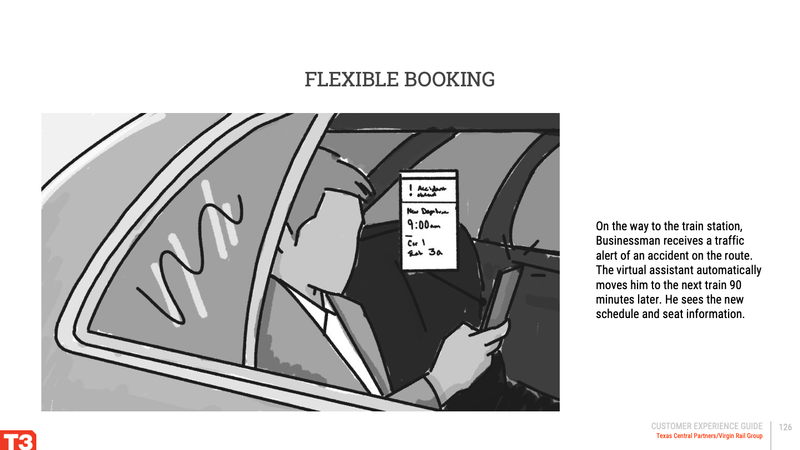 FLEXIBLE BOOKING
! Accident
ahead
New Departure
9:00am
Car 1
Seat 3a
On the way to the train station,
Businessman receives a traffic
alert of an accident on the route.
The virtual assistant automatically
moves him to the next train 90
minutes later. He sees the new
schedule and seat information.
CUSTOMER EXPERIENCE GUIDE
Texas Central Partners/Virgin Rail Group
126
T3